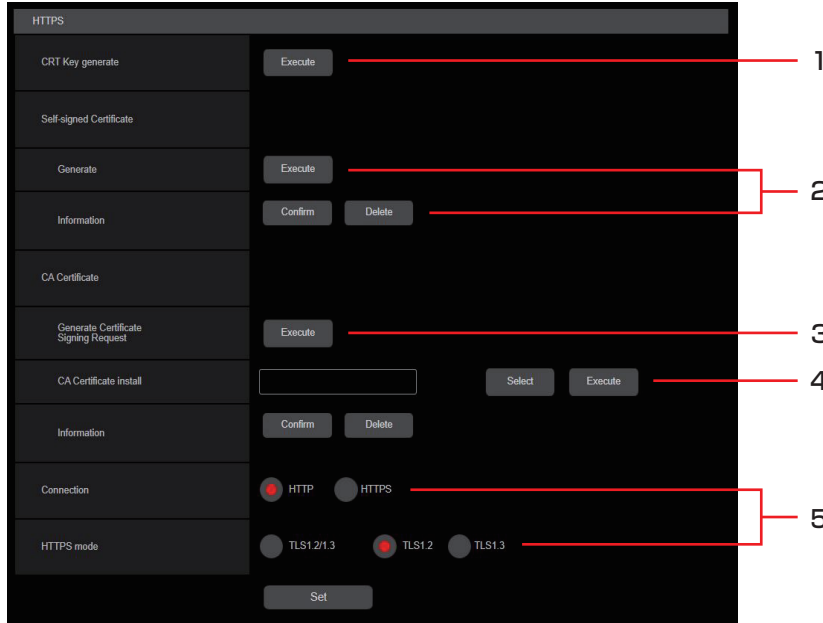 HTTPS
CRT Key generate Execute 1
Self-signed Certificate
Generate Execute
2
Information Confirm Delete
CA Certificate
Generate Certificate
Signing Request Execute 3
CA Certificate install Select Execute 4
Information Confirm Delete
Connection HTTP HTTPS
5
HTTPS mode TLS1.2/1.3 TLS1.2 TLS1.3
Set